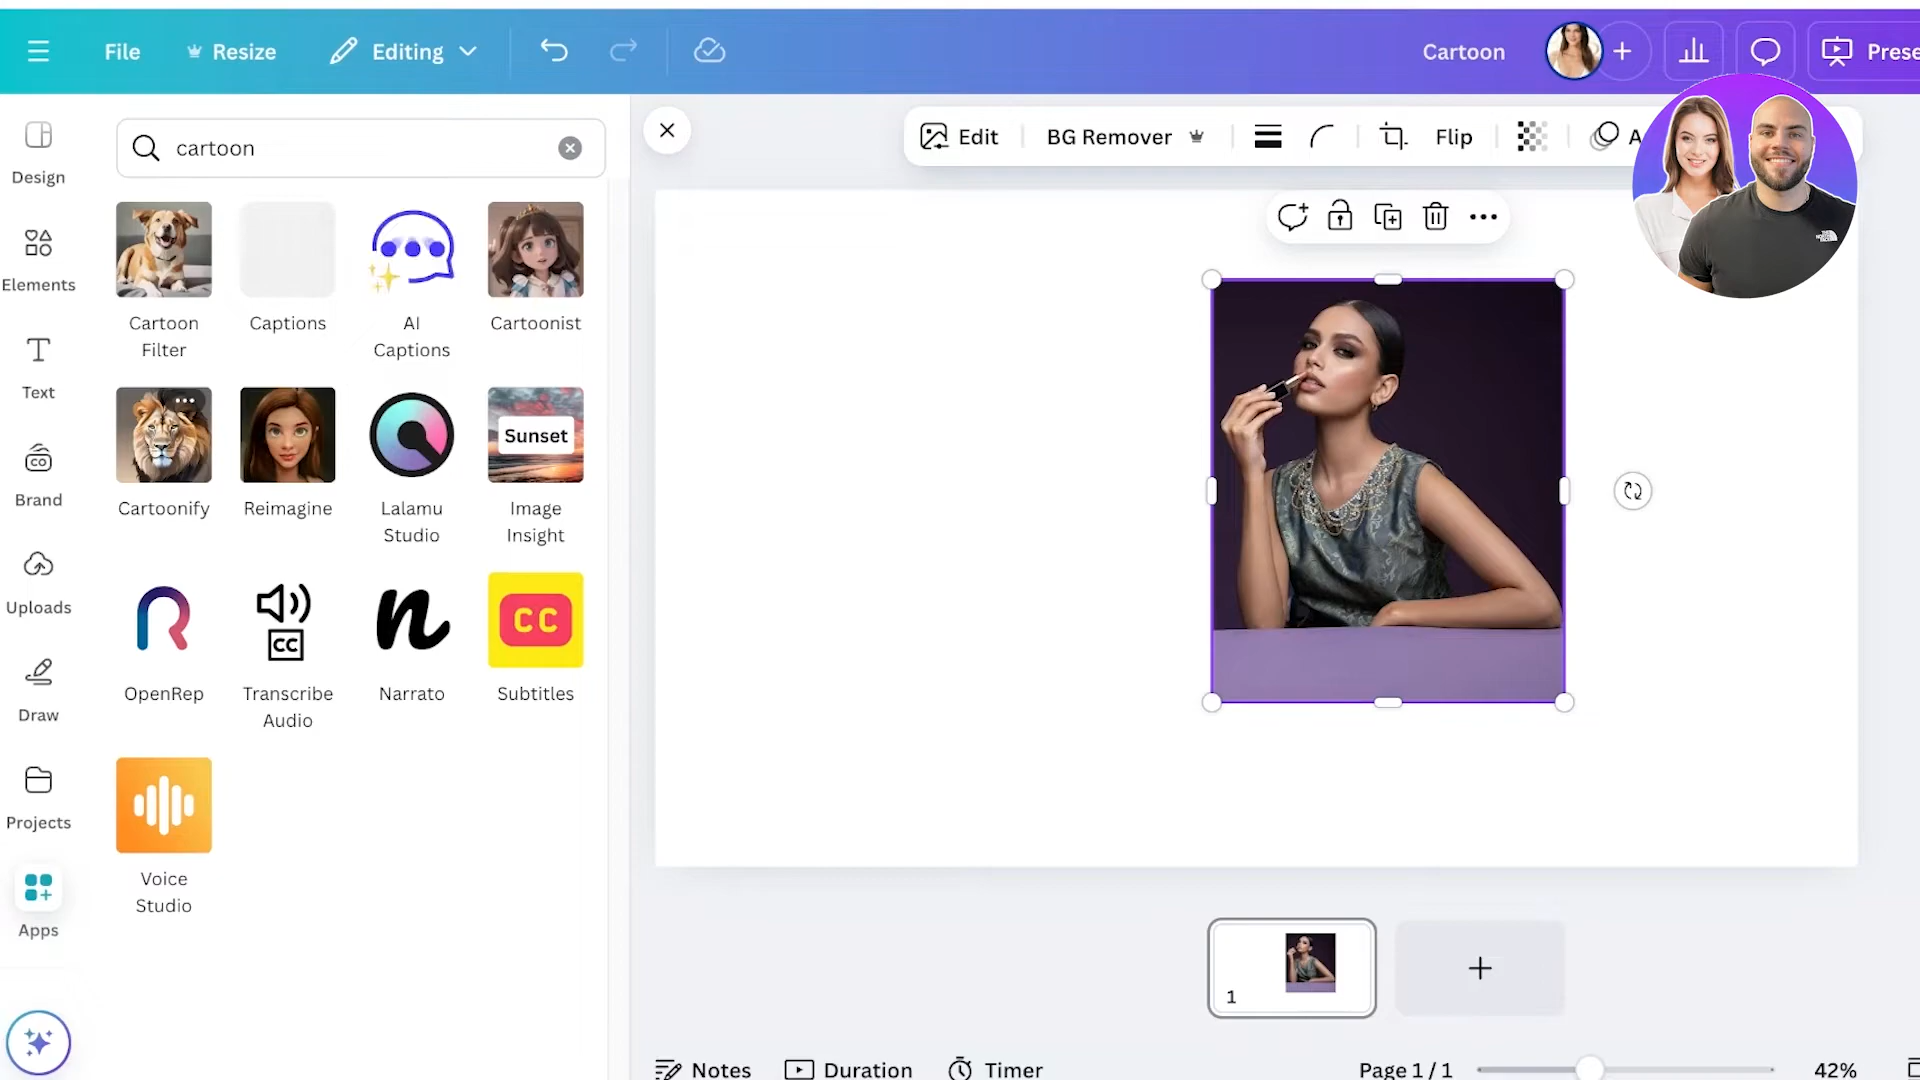 File
Resize
Editing
Cartoon
Prese
Design
Elements
Text
Brand
Uploads
Draw
Projects
Apps
cartoon
Cartoon
Filter
Captions
AI
Captions
Cartoonist
Cartoonify
Reimagine
Lalamu
Studio
Sunset
Image
Insight
OpenRep
CC
Transcribe
Audio
n
Narrato
CC
Subtitles
Voice
Studio
Edit
BG Remover
Flip
A
1
Notes
Duration
Timer
Page 1 / 1
42%